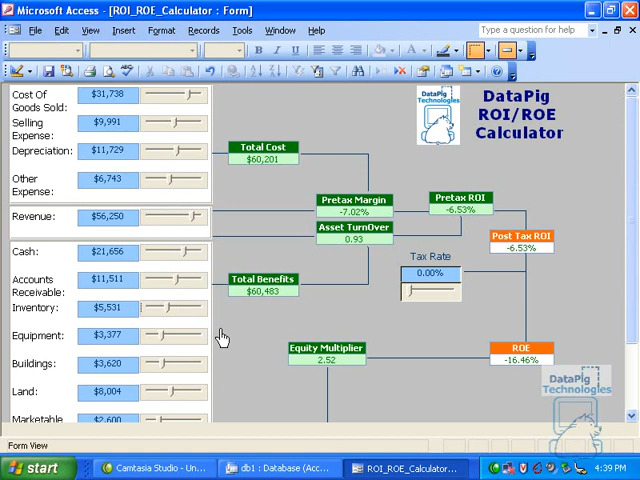 Microsoft Access - [ROI_ROE_Calculator : Form]
File Edit View Insert Format Records Tools Window Help Type a question for help
Cost Of
Goods Sold: $31,738
Selling
Expense: $9,991
Depreciation: $11,729
Other
Expense: $6,743
Revenue: $56,250
Cash: $21,656
Accounts
Receivable: $11,511
Inventory: $5,531
Equipment: $3,377
Buildings: $3,620
Land: $8,004
Marketable $2,600
Total Cost
$60,201
Pretax Margin
-7.02%
Asset TurnOver
0.93
Total Benefits
$60,483
Equity Multiplier
2.52
DataPig
Technologies
DataPig
ROI/ROE
Calculator
Pretax ROI
-6.53%
Post Tax ROI
-6.53%
Tax Rate
0.00%
ROE
-16.46%
DataPig
Technologies
Form View
start
Camtasia Studio - Un...
db1 : Database (Acc...
ROI_ROE_Calculator...
4:39 PM